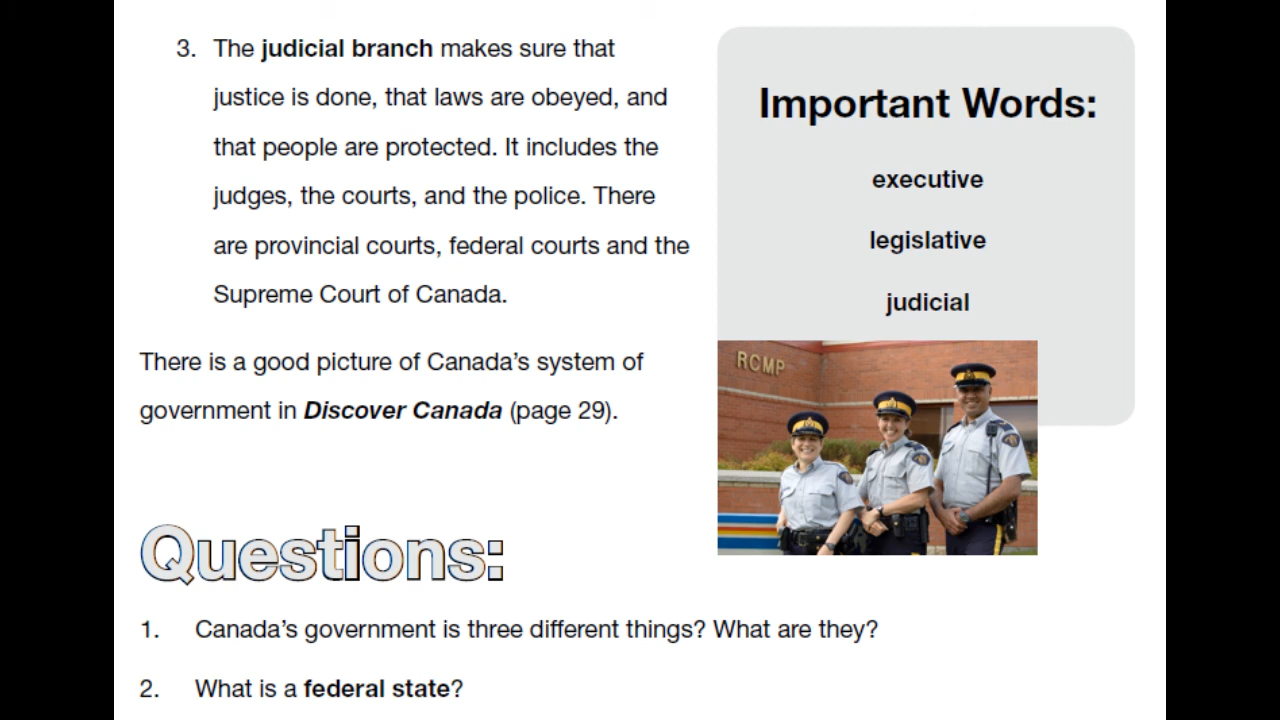 3. The judicial branch makes sure that
justice is done, that laws are obeyed, and
that people are protected. It includes the
judges, the courts, and the police. There
are provincial courts, federal courts and the
Supreme Court of Canada.
There is a good picture of Canada's system of
government in Discover Canada (page 29).
Important Words:
executive
legislative
judicial
RCMP
Questions:
1. Canada's government is three different things? What are they?
2. What is a federal state?